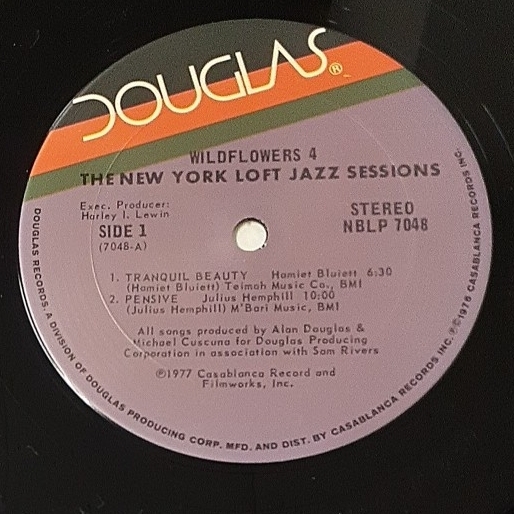 DOUGLAS®
WILDFLOWERS 4
THE NEW YORK LOFT JAZZ SESSIONS
Exec. Producer:
Harley I. Lewin
SIDE 1
(7048-A)
STEREO
NBLP 7048
1. TRANQUIL BEAUTY Hamiet Bluiett 6:30
(Hamiet Bluiett) Teimoh Music Co., BMI
2. PENSIVE Julius Hemphill 10:00
(Julius Hemphill) M'Bari Music, BMI
All songs produced by Alan Douglas &
Michael Cuscuna for Douglas Producing
Corporation in association with Sam Rivers
℗1977 Casablanca Record and
Filmworks, Inc.
DOUGLAS RECORDS, A DIVISION OF DOUGLAS PRODUCING CORP. MFD. AND DIST. BY CASABLANCA RECORDS INC. ℗©1976 CASABLANCA RECORDS INC.